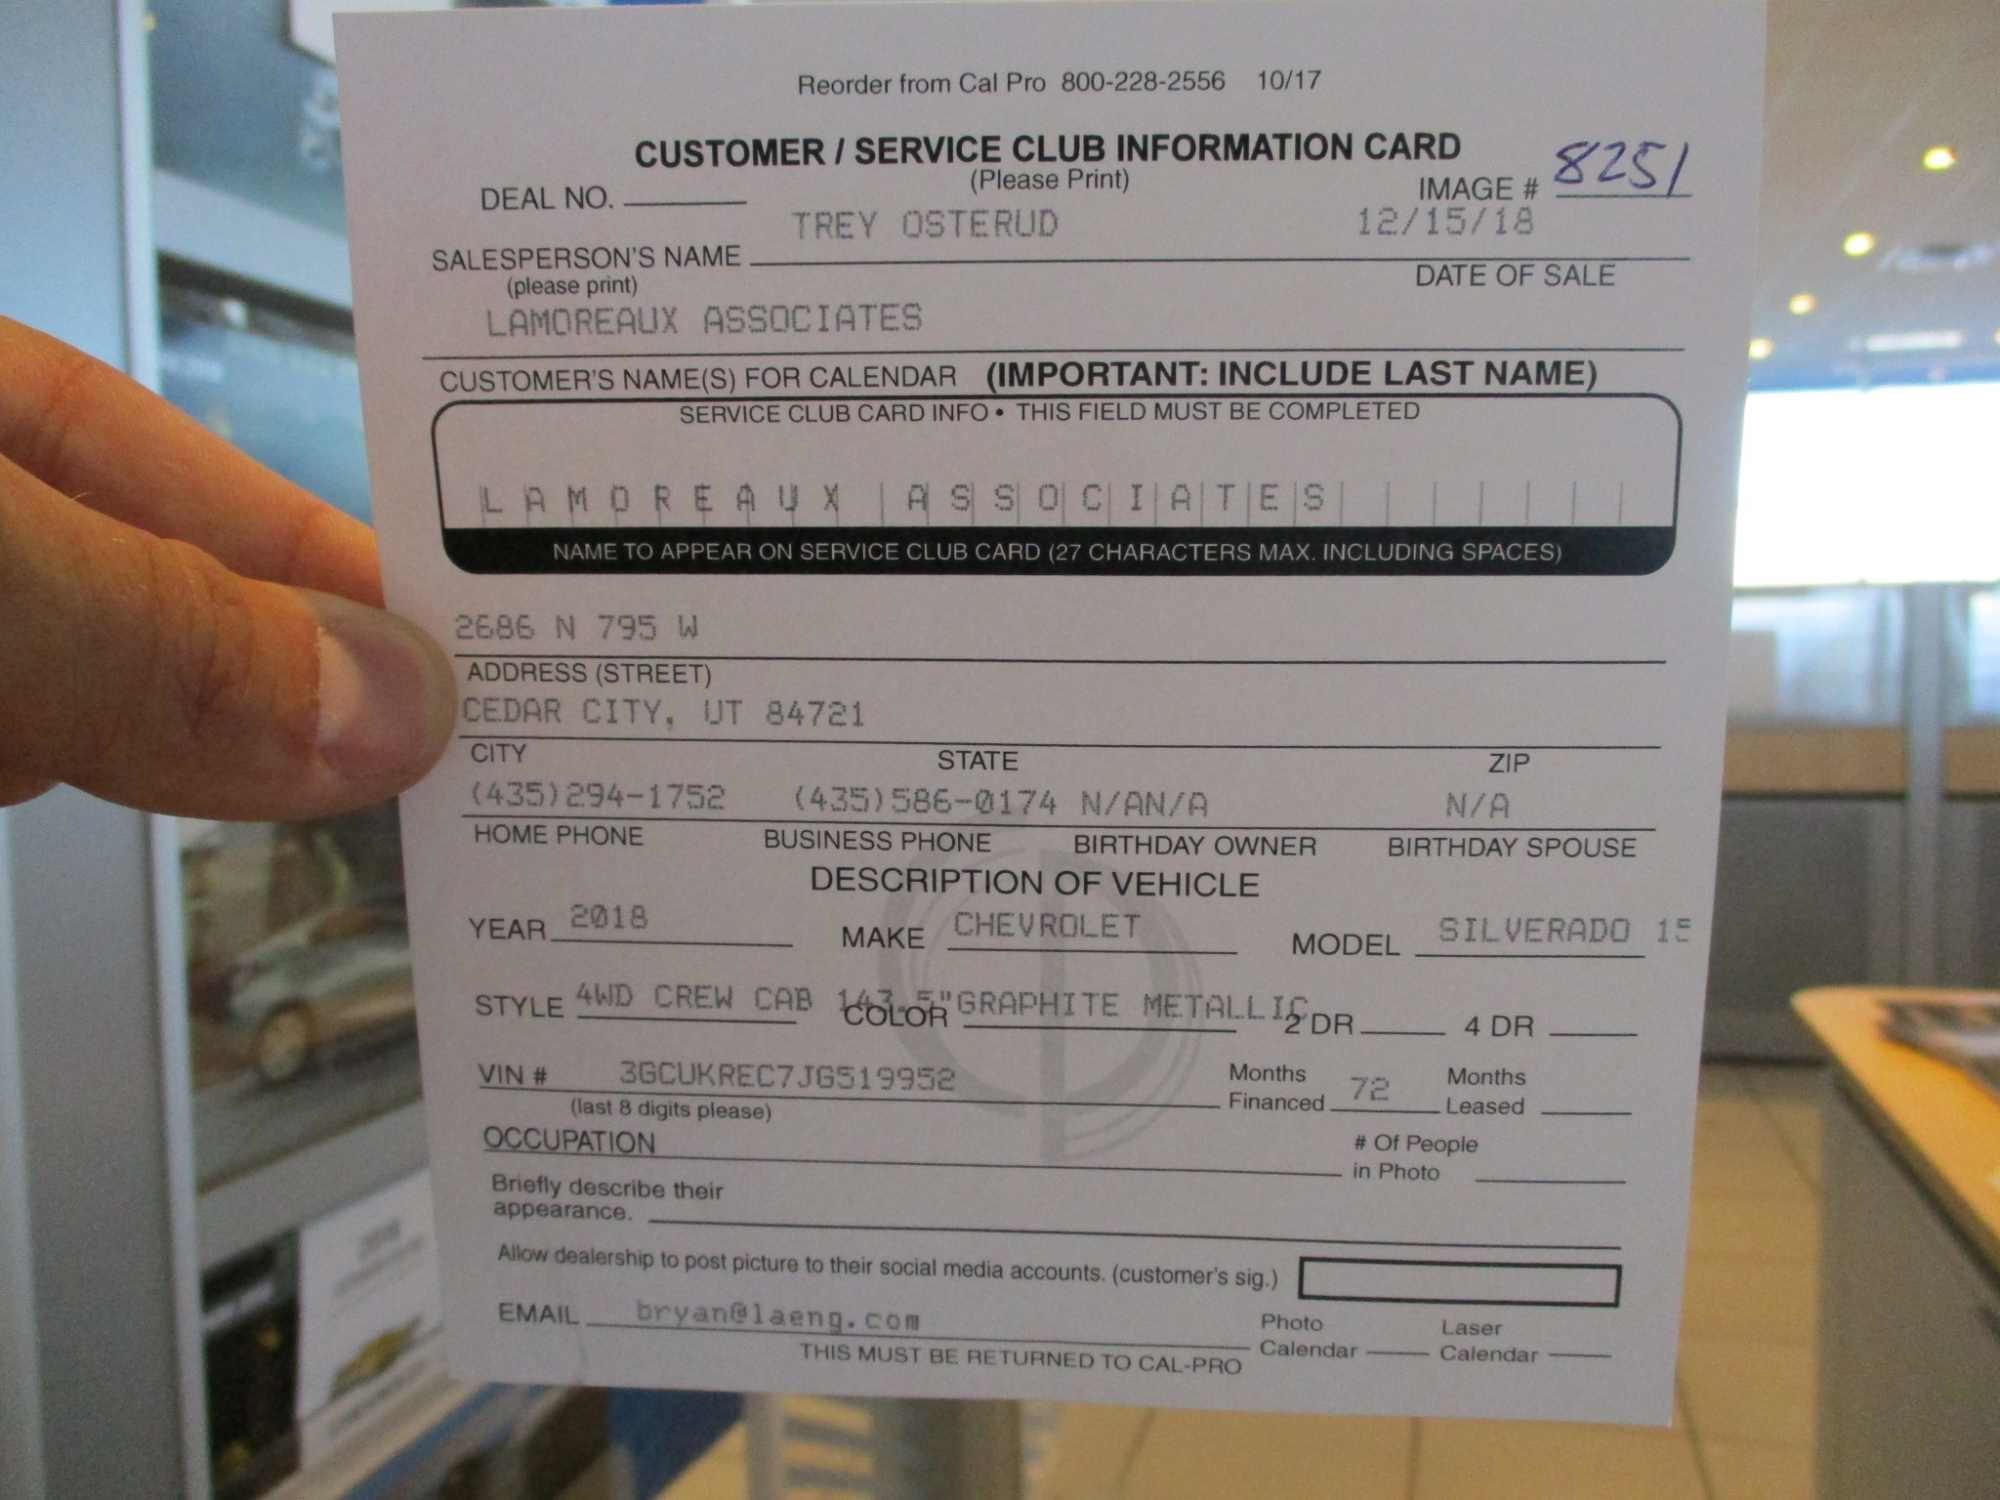 Reorder from Cal Pro 800-228-2556 10/17
CUSTOMER / SERVICE CLUB INFORMATION CARD
(Please Print)
DEAL NO. IMAGE # 8251
TREY OSTERUD 12/15/18
SALESPERSON'S NAME
(please print) DATE OF SALE
LAMOREAUX ASSOCIATES
CUSTOMER'S NAME(S) FOR CALENDAR (IMPORTANT: INCLUDE LAST NAME)
SERVICE CLUB CARD INFO • THIS FIELD MUST BE COMPLETED
LAMOREAUX ASSOCIATES
NAME TO APPEAR ON SERVICE CLUB CARD (27 CHARACTERS MAX. INCLUDING SPACES)
2686 N 795 W
ADDRESS (STREET)
CEDAR CITY, UT 84721
CITY STATE ZIP
(435)294-1752 (435)586-0174 N/AN/A N/A
HOME PHONE BUSINESS PHONE BIRTHDAY OWNER BIRTHDAY SPOUSE
DESCRIPTION OF VEHICLE
YEAR 2018 MAKE CHEVROLET MODEL SILVERADO 15
STYLE 4WD CREW CAB 143.5" COLOR GRAPHITE METALLIC 2 DR 4 DR
VIN # 3GCUKREC7JG519952 Months Financed 72 Months Leased
(last 8 digits please)
OCCUPATION # Of People in Photo
Briefly describe their
appearance.
Allow dealership to post picture to their social media accounts. (customer's sig.)
EMAIL bryan@laeng.com Photo Calendar Laser Calendar
THIS MUST BE RETURNED TO CAL-PRO